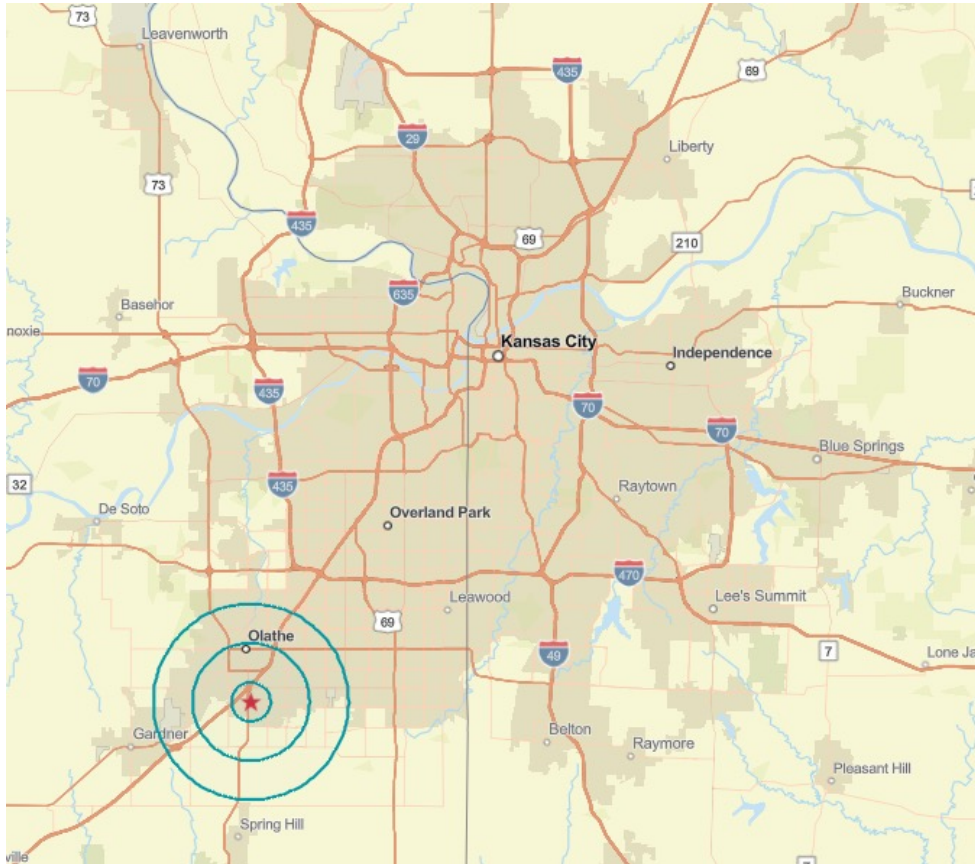 73
Leavenworth
435
69
29
Liberty
73
435
69
210
635
Basehor
Buckner
noxie
Kansas City
Independence
70
435
70
70
Blue Springs
32
435
Raytown
De Soto
Overland Park
470
Leawood
Lee's Summit
69
Olathe
49
7
Lone Ja
Gardner
Belton
Raymore
Pleasant Hill
Spring Hill
ville